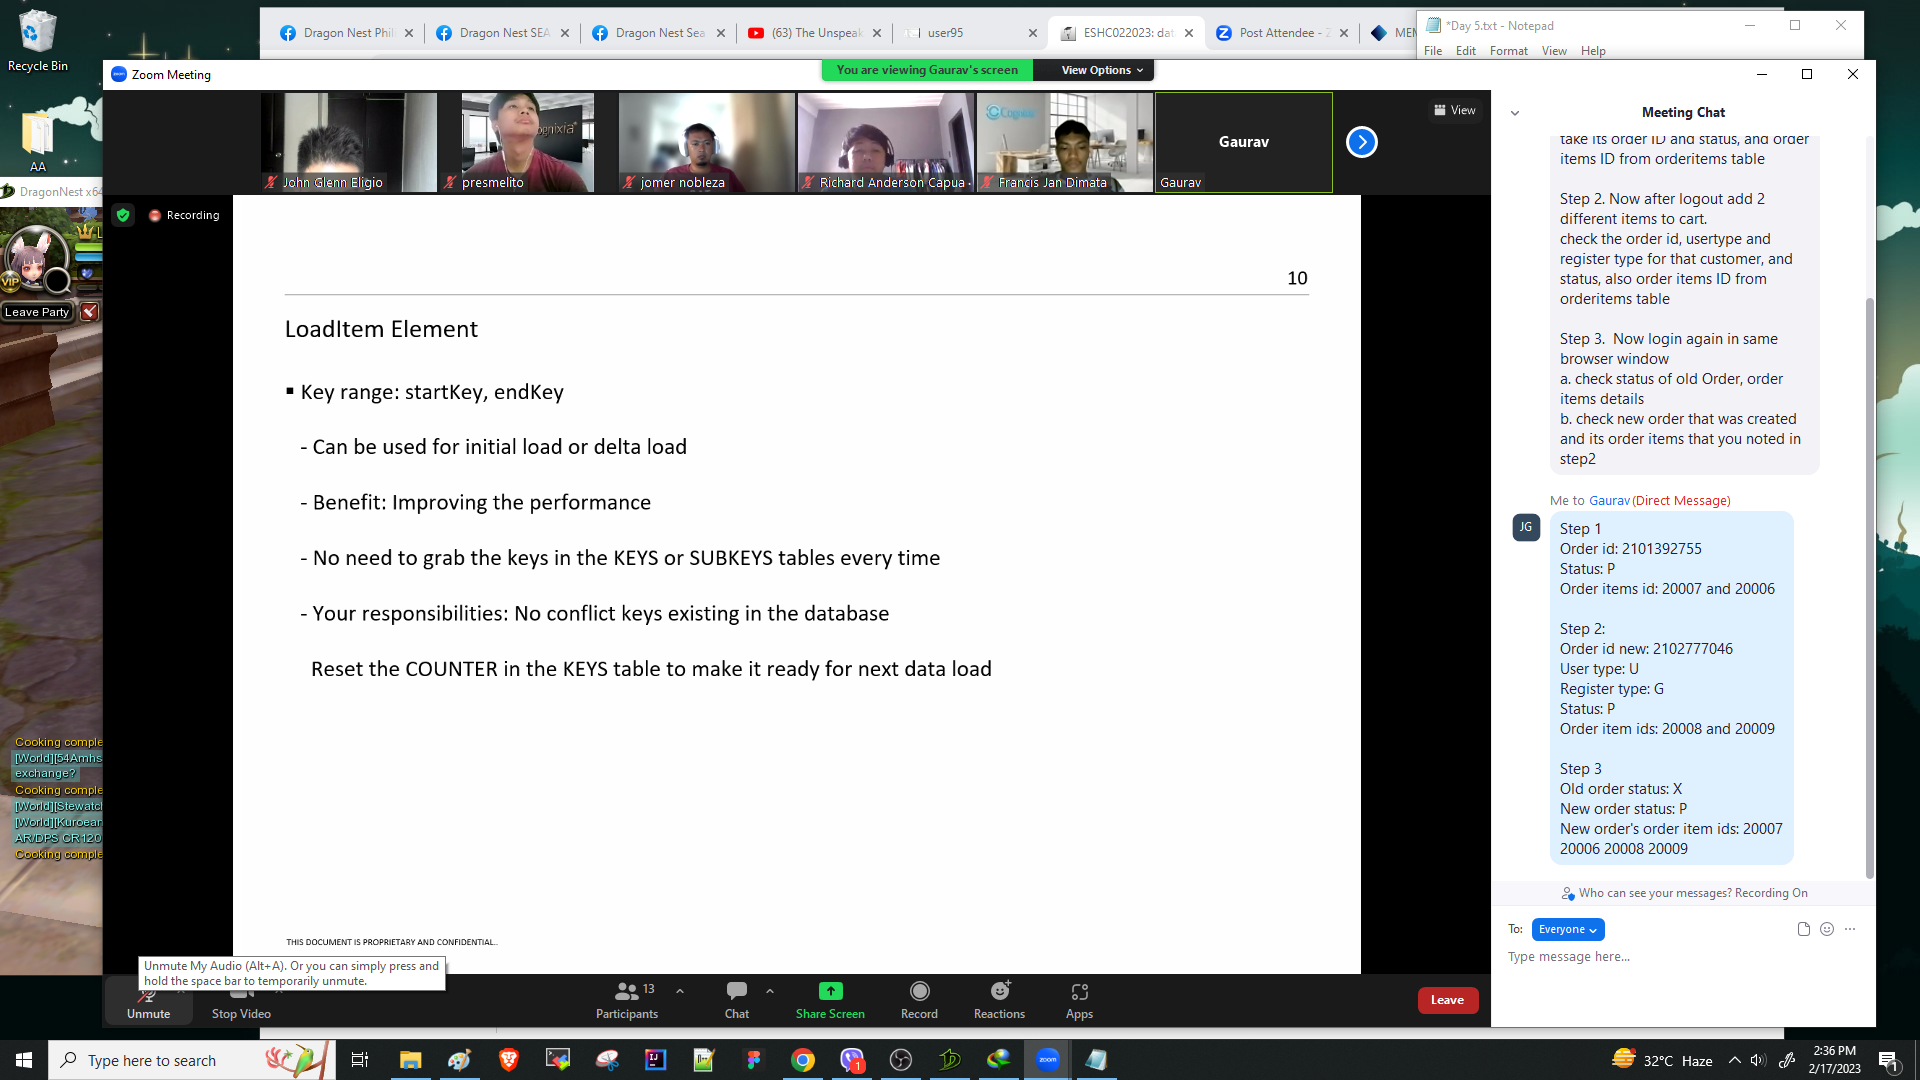 Recycle Bin
AA
DragonNest x64
VIP
Leave Party
Cooking comple
[World][54Amhs
exchange?
Cooking comple
[World][Stewatc
[World][Kuroean
AR/DPS CR120
Cooking comple
Dragon Nest Phil
Dragon Nest SEA
Dragon Nest Sea
(63) The Unspeak
user95
ESHC022023: dat
Post Attendee - Z
MEM
*Day 5.txt - Notepad
File Edit Format View Help
Zoom Meeting
You are viewing Gaurav's screen
View Options
John Glenn Eligio
presmelito
cognixia
jomer nobleza
Richard Anderson Capua
Cognixia
Francis Jan Dimata
Gaurav
Gaurav
View
Recording
10
LoadItem Element
▪ Key range: startKey, endKey
- Can be used for initial load or delta load
- Benefit: Improving the performance
- No need to grab the keys in the KEYS or SUBKEYS tables every time
- Your responsibilities: No conflict keys existing in the database
Reset the COUNTER in the KEYS table to make it ready for next data load
THIS DOCUMENT IS PROPRIETARY AND CONFIDENTIAL..
Meeting Chat
take its order ID and status, and order
items ID from orderitems table
Step 2. Now after logout add 2
different items to cart.
check the order id, usertype and
register type for that customer, and
status, also order items ID from
orderitems table
Step 3.  Now login again in same
browser window
a. check status of old Order, order
items details
b. check new order that was created
and its order items that you noted in
step2
Me to Gaurav (Direct Message)
JG
Step 1
Order id: 2101392755
Status: P
Order items id: 20007 and 20006
Step 2:
Order id new: 2102777046
User type: U
Register type: G
Status: P
Order item ids: 20008 and 20009
Step 3
Old order status: X
New order status: P
New order's order item ids: 20007
20006 20008 20009
Who can see your messages? Recording On
To: Everyone
Type message here...
Unmute My Audio (Alt+A). Or you can simply press and
hold the space bar to temporarily unmute.
Unmute
Stop Video
Participants
13
Chat
Share Screen
Record
Reactions
Apps
Leave
Type here to search
zoom
1
32°C Haze
2:36 PM
2/17/2023
1